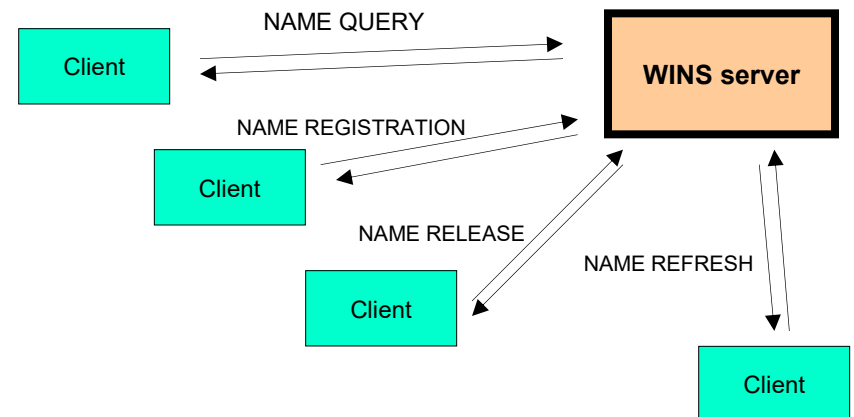 NAME QUERY
Client
WINS server
NAME REGISTRATION
Client
NAME RELEASE
NAME REFRESH
Client
Client